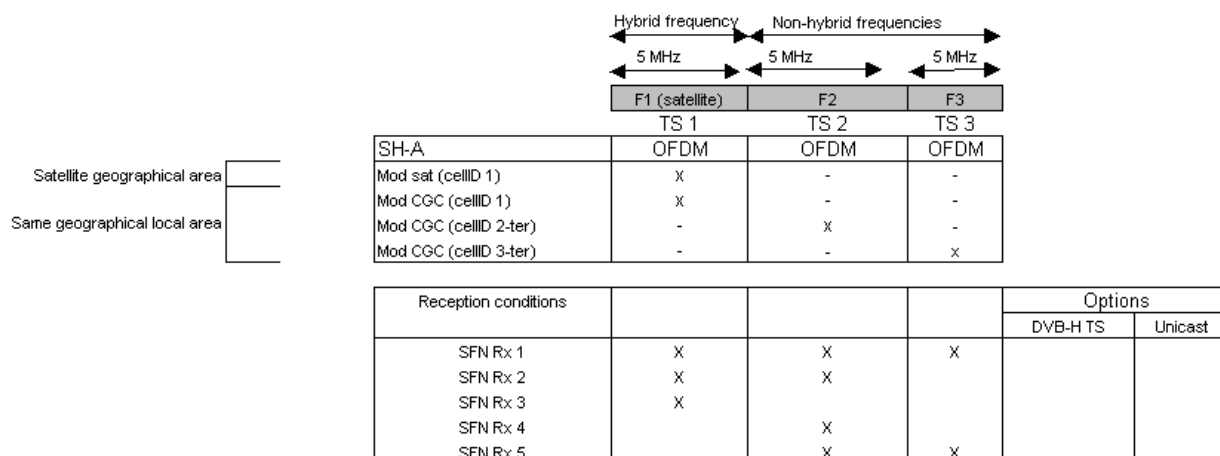 Hybrid frequency Non-hybrid frequencies
5 MHz 5 MHz 5 MHz
F1 (satellite) F2 F3
TS 1 TS 2 TS 3
SH-A OFDM OFDM OFDM
Satellite geographical area Mod sat (cellID 1) x - -
Mod CGC (cellID 1) x - -
Same geographical local area Mod CGC (cellID 2-ter) - x -
Mod CGC (cellID 3-ter) - - x
Reception conditions Options
DVB-H TS Unicast
SFN Rx 1 X X X
SFN Rx 2 X X
SFN Rx 3 X
SFN Rx 4 X
SFN Rx 5 X X